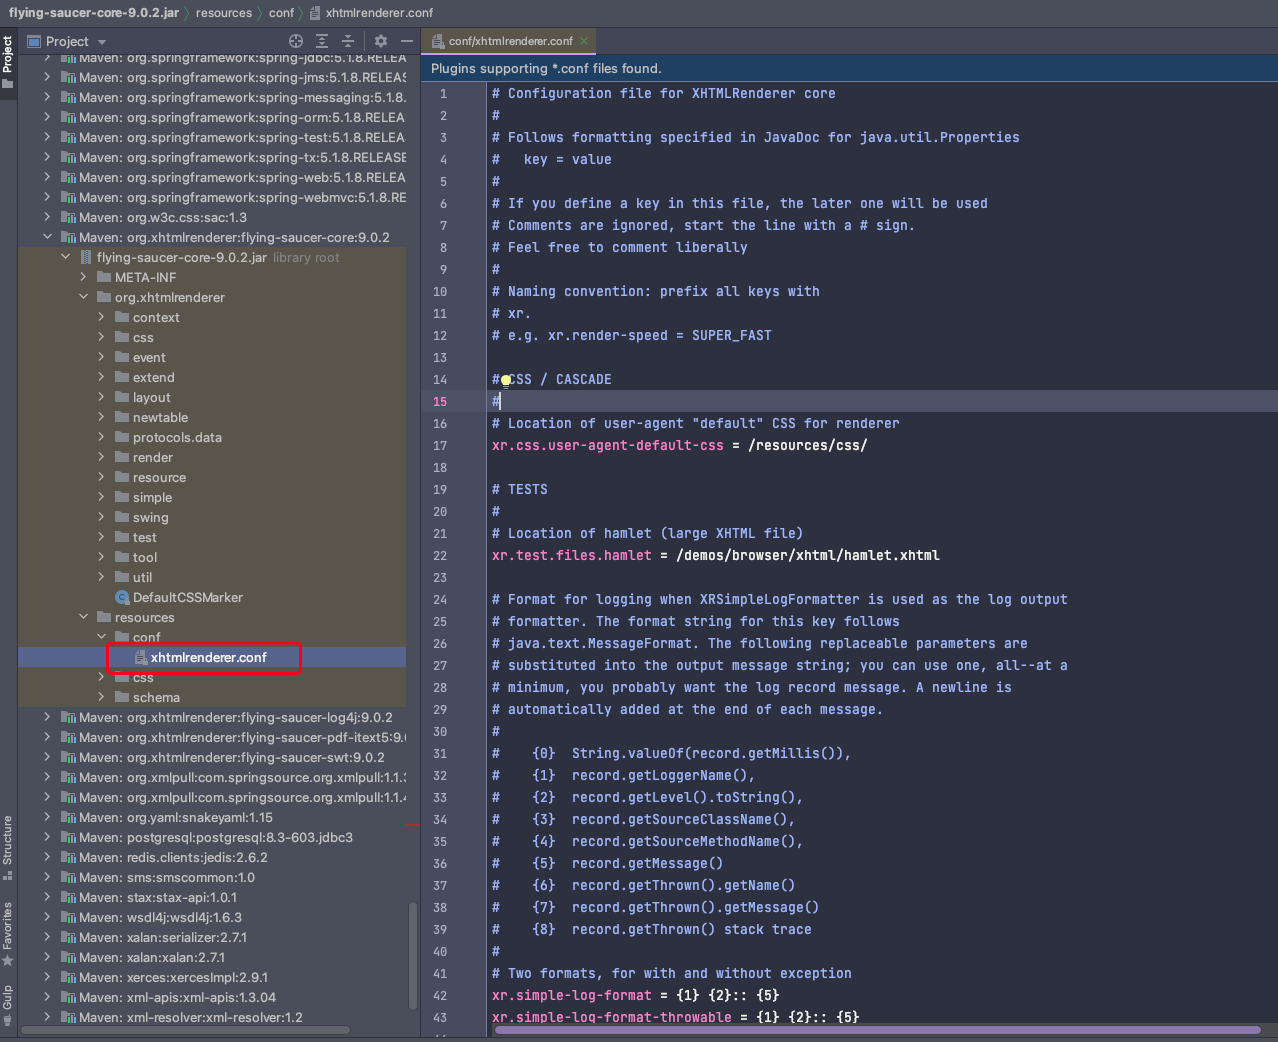 flying-saucer-core-9.0.2.jar resources conf xhtmlrenderer.conf
Project
Project
Maven: org.springframework:spring-jdbc:5.1.8.RELEA
Maven: org.springframework:spring-jms:5.1.8.RELEAS
Maven: org.springframework:spring-messaging:5.1.8.
Maven: org.springframework:spring-orm:5.1.8.RELEA
Maven: org.springframework:spring-test:5.1.8.RELEA
Maven: org.springframework:spring-tx:5.1.8.RELEASE
Maven: org.springframework:spring-web:5.1.8.RELEA
Maven: org.springframework:spring-webmvc:5.1.8.RE
Maven: org.w3c.css:sac:1.3
Maven: org.xhtmlrenderer:flying-saucer-core:9.0.2
flying-saucer-core-9.0.2.jar library root
META-INF
org.xhtmlrenderer
context
css
event
extend
layout
newtable
protocols.data
render
resource
simple
swing
test
tool
util
DefaultCSSMarker
resources
conf
xhtmlrenderer.conf
css
schema
Maven: org.xhtmlrenderer:flying-saucer-log4j:9.0.2
Maven: org.xhtmlrenderer:flying-saucer-pdf-itext5:9.0
Maven: org.xhtmlrenderer:flying-saucer-swt:9.0.2
Maven: org.xmlpull:com.springsource.org.xmlpull:1.1.3
Maven: org.xmlpull:com.springsource.org.xmlpull:1.1.4
Maven: org.yaml:snakeyaml:1.15
Maven: postgresql:postgresql:8.3-603.jdbc3
Maven: redis.clients:jedis:2.6.2
Maven: sms:smscommon:1.0
Maven: stax:stax-api:1.0.1
Maven: wsdl4j:wsdl4j:1.6.3
Maven: xalan:serializer:2.7.1
Maven: xalan:xalan:2.7.1
Maven: xerces:xercesImpl:2.9.1
Maven: xml-apis:xml-apis:1.3.04
Maven: xml-resolver:xml-resolver:1.2
Structure
Favorites
Gulp
conf/xhtmlrenderer.conf
Plugins supporting *.conf files found.
1 # Configuration file for XHTMLRenderer core
2 #
3 # Follows formatting specified in JavaDoc for java.util.Properties
4 #   key = value
5 #
6 # If you define a key in this file, the later one will be used
7 # Comments are ignored, start the line with a # sign.
8 # Feel free to comment liberally
9 #
10 # Naming convention: prefix all keys with
11 # xr.
12 # e.g. xr.render-speed = SUPER_FAST
13
14 # CSS / CASCADE
15 #
16 # Location of user-agent "default" CSS for renderer
17 xr.css.user-agent-default-css = /resources/css/
18
19 # TESTS
20 #
21 # Location of hamlet (large XHTML file)
22 xr.test.files.hamlet = /demos/browser/xhtml/hamlet.xhtml
23
24 # Format for logging when XRSimpleLogFormatter is used as the log output
25 # formatter. The format string for this key follows
26 # java.text.MessageFormat. The following replaceable parameters are
27 # substituted into the output message string; you can use one, all--at a
28 # minimum, you probably want the log record message. A newline is
29 # automatically added at the end of each message.
30 #
31 #    {0}  String.valueOf(record.getMillis()),
32 #    {1}  record.getLoggerName(),
33 #    {2}  record.getLevel().toString(),
34 #    {3}  record.getSourceClassName(),
35 #    {4}  record.getSourceMethodName(),
36 #    {5}  record.getMessage()
37 #    {6}  record.getThrown().getName()
38 #    {7}  record.getThrown().getMessage()
39 #    {8}  record.getThrown() stack trace
40 #
41 # Two formats, for with and without exception
42 xr.simple-log-format = {1} {2}:: {5}
43 xr.simple-log-format-throwable = {1} {2}:: {5}